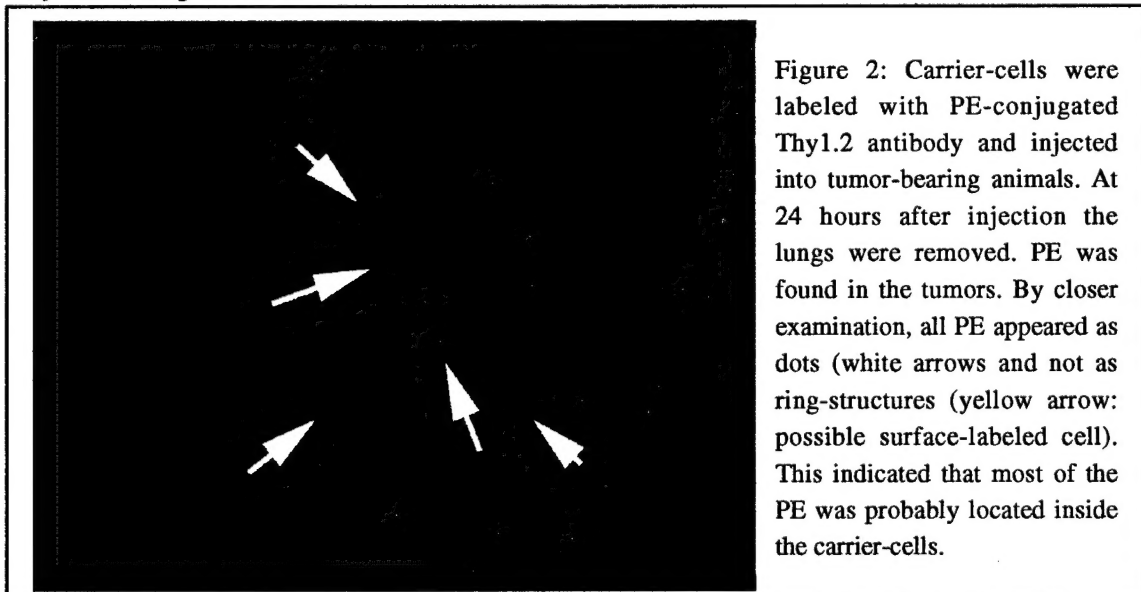 Figure 2: Carrier-cells were
labeled with PE-conjugated
Thy1.2 antibody and injected
into tumor-bearing animals. At
24 hours after injection the
lungs were removed. PE was
found in the tumors. By closer
examination, all PE appeared as
dots (white arrows and not as
ring-structures (yellow arrow:
possible surface-labeled cell).
This indicated that most of the
PE was probably located inside
the carrier-cells.